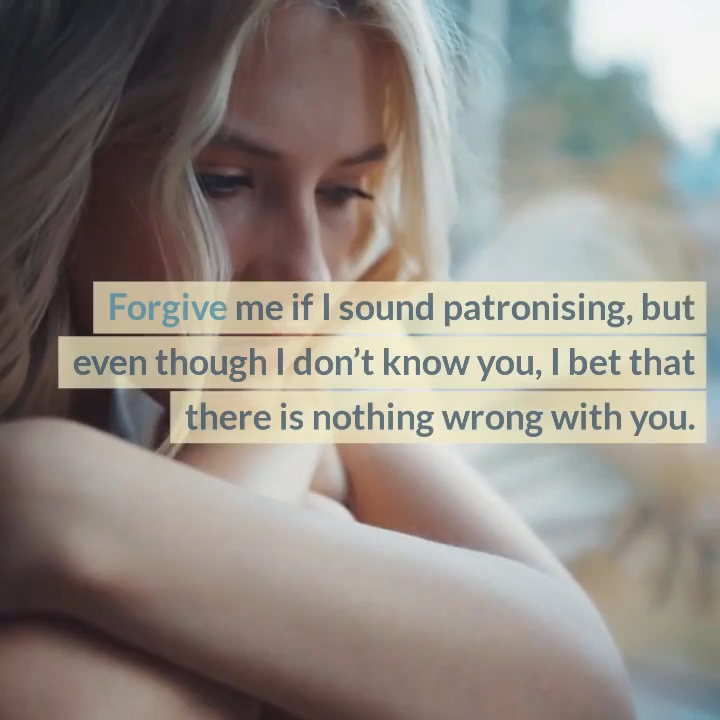 Forgive me if I sound patronising, but
even though I don’t know you, I bet that
there is nothing wrong with you.